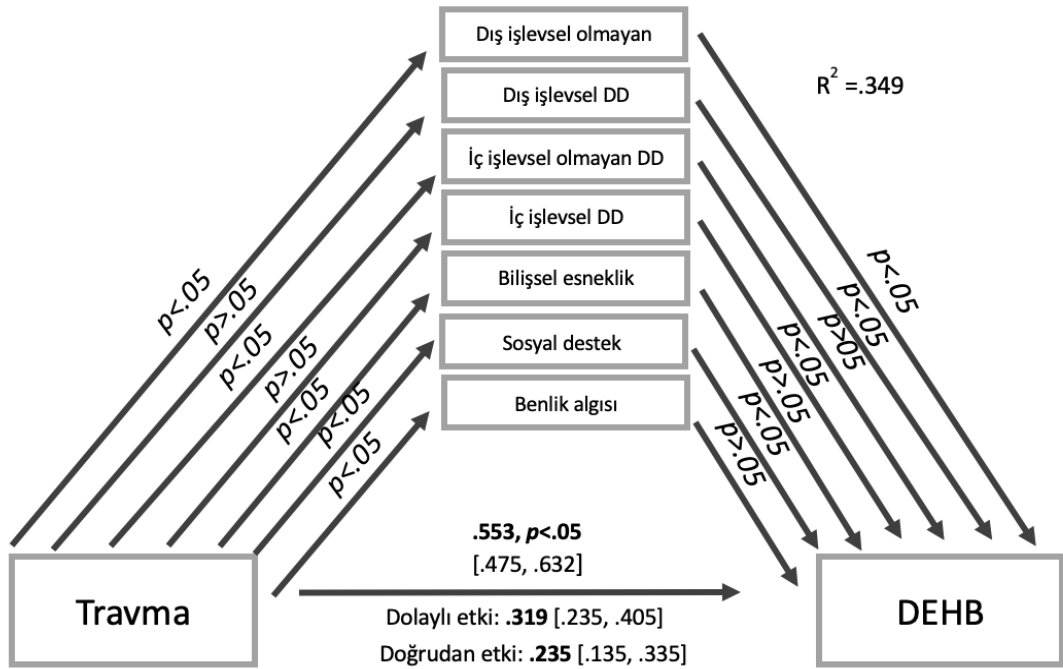 Dış işlevsel olmayan
Dış işlevsel DD
İç işlevsel olmayan DD
İç işlevsel DD
Bilişsel esneklik
Sosyal destek
Benlik algısı
R² =.349
p<.05
p>.05
p<.05
p>.05
p<.05
p<.05
p<.05
p<.05
p<.05
p>05
p<.05
p>.05
p<.05
p>.05
.553, p<.05
[.475, .632]
Travma
DEHB
Dolaylı etki: .319 [.235, .405]
Doğrudan etki: .235 [.135, .335]